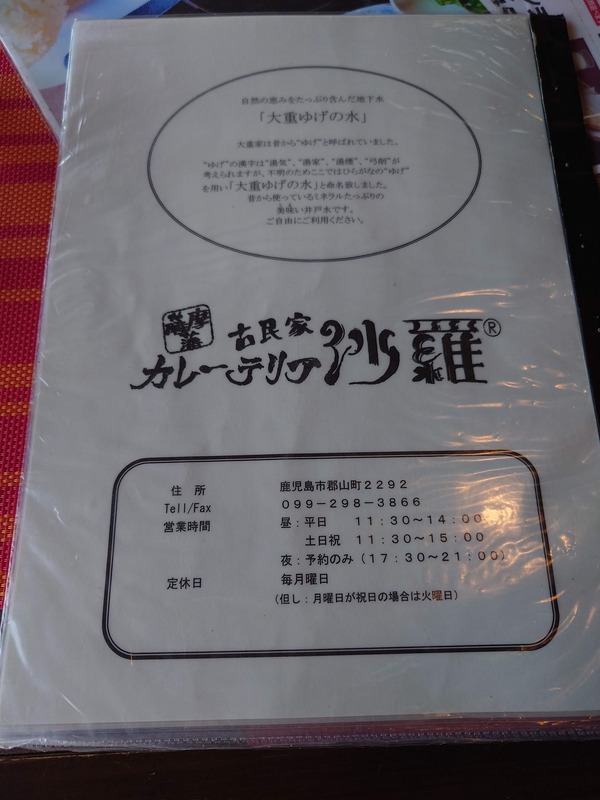 自然の恵みをたっぷり含んだ地下水
「大重ゆげの水」
大重家は昔から"ゆげ"と呼ばれていました。
"ゆげ"の漢字は"湯気"、"湯家"、"湯煙"、"弓削"が
考えられますが、不明のためここではひらがなの"ゆげ"
を用い「大重ゆげの水」と命名致しました。
昔から使っているミネラルたっぷりの
美味い井戸水です。
ご自由にご利用ください。
古民家
カレーテリア沙羅®
住所 鹿児島市郡山町2292
Tell/Fax 099-298-3866
営業時間 昼:平日 11:30~14:00
土日祝 11:30~15:00
夜:予約のみ(17:30~21:00)
定休日 毎月曜日
(但し:月曜日が祝日の場合は火曜日)